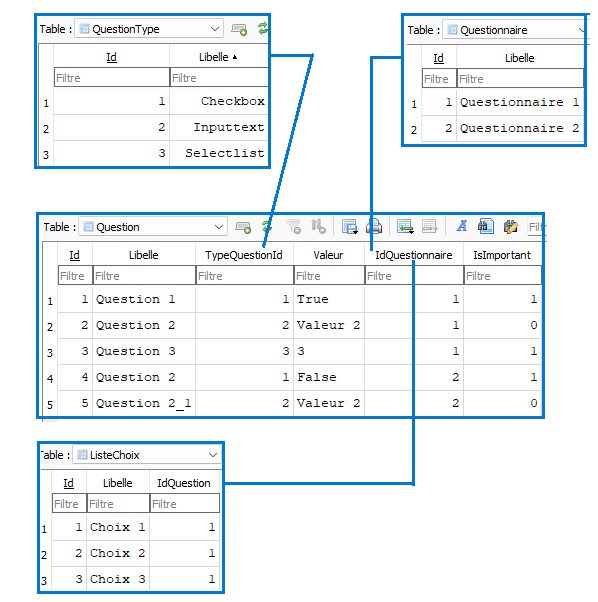 Table : QuestionType
Id Libelle
Filtre Filtre
1 1 Checkbox
2 2 Inputtext
3 3 Selectlist
Table : Questionnaire
Id Libelle
Filtre Filtre
1 1 Questionnaire 1
2 2 Questionnaire 2
Table : Question Filt
Id Libelle TypeQuestionId Valeur IdQuestionnaire IsImportant
Filtre Filtre Filtre Filtre Filtre Filtre
1 1 Question 1 1 True 1 1
2 2 Question 2 2 Valeur 2 1 0
3 3 Question 3 3 3 1 1
4 4 Question 2 1 False 2 1
5 5 Question 2_1 2 Valeur 2 2 0
Table : ListeChoix
Id Libelle IdQuestion
Filtre Filtre Filtre
1 1 Choix 1 1
2 2 Choix 2 1
3 3 Choix 3 1